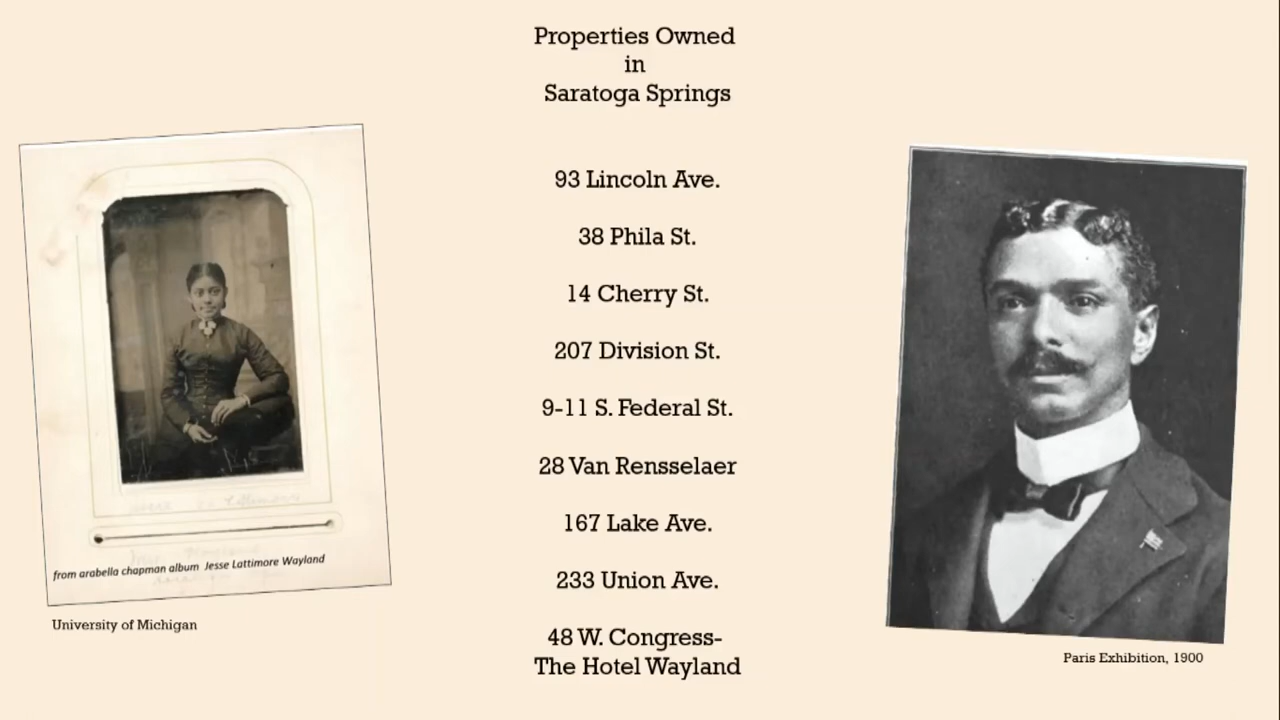 Properties Owned
in
Saratoga Springs
93 Lincoln Ave.
38 Phila St.
14 Cherry St.
207 Division St.
9-11 S. Federal St.
28 Van Rensselaer
167 Lake Ave.
233 Union Ave.
48 W. Congress-
The Hotel Wayland
from arabella chapman album Jesse Lattimore Wayland
University of Michigan
Paris Exhibition, 1900